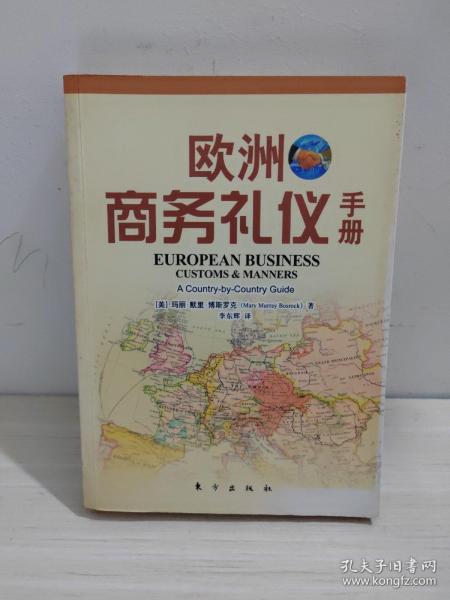 欧洲
商务礼仪手册
EUROPEAN BUSINESS
CUSTOMS & MANNERS
A Country-by-Country Guide
[美] 玛丽·默里·博斯罗克 (Mary Murray Bosrock) 著
李东辉 译
东方出版社
孔夫子旧书网
www.kongfz.com